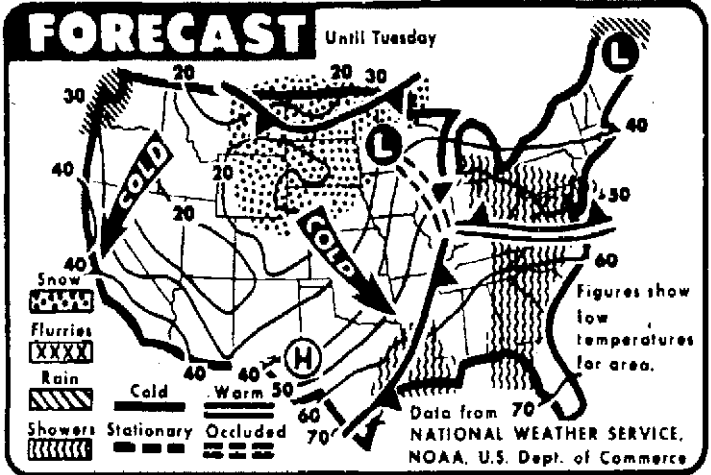 FORECAST
Until Tuesday
20
20 30
L
30
L
40
40
COLD
20
50
20
COLD
40
60
Snow
Figures show
low
temperatures
for area.
Flurries
H
Rain
40
40
50
Cold
Warm
60
70
Showers
Stationary
Occluded
70
Data from
NATIONAL WEATHER SERVICE,
NOAA, U.S. Dept. of Commerce